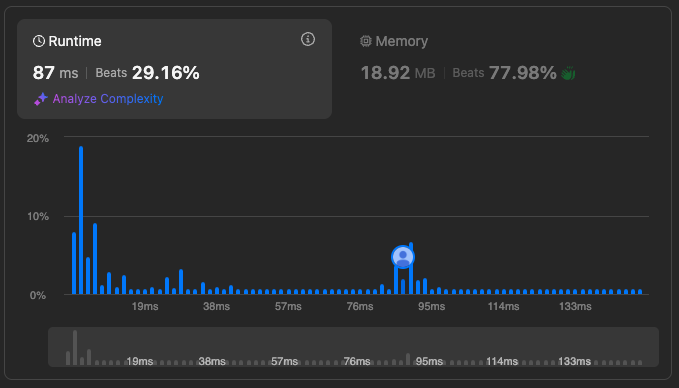 Runtime
87 ms | Beats 29.16%
Analyze Complexity
Memory
18.92 MB | Beats 77.98%
20%
10%
0%
19ms 38ms 57ms 76ms 95ms 114ms 133ms
19ms 38ms 57ms 76ms 95ms 114ms 133ms